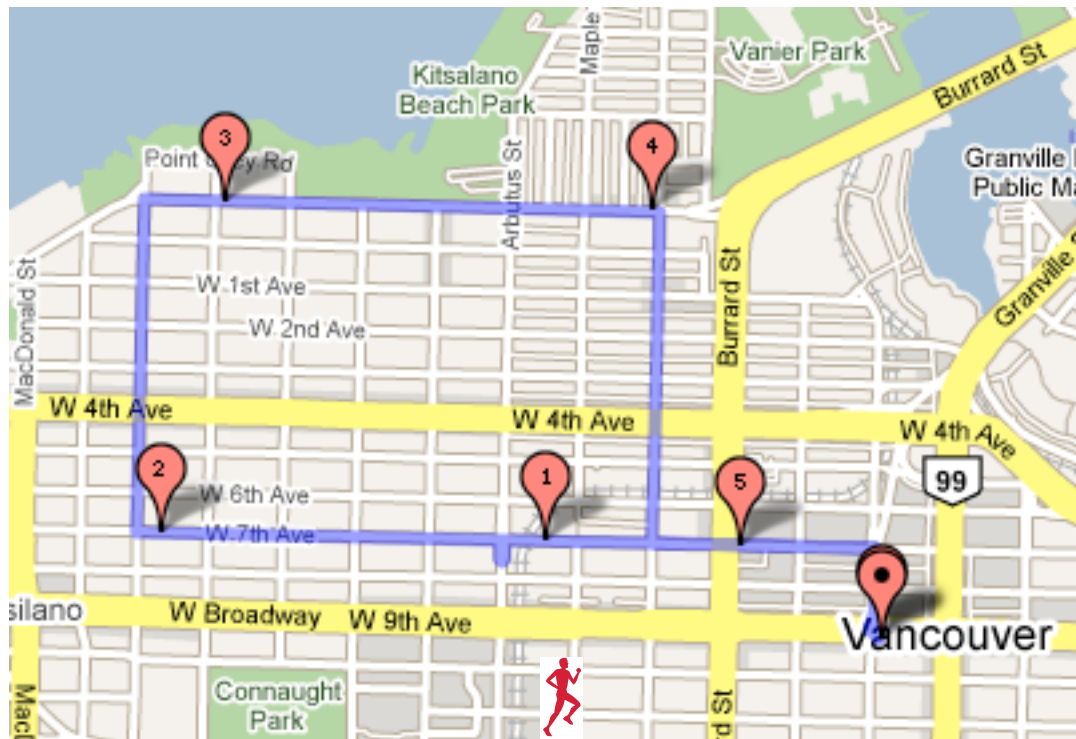 Vanier Park
Kitsalano
Beach Park
Maple
Burrard St
3
4
Point Grey Rd
Granville
Public Ma
Arbutus St
MacDonald St
W 1st Ave
W 2nd Ave
Burrard St
Granville
W 4th Ave
W 4th Ave
W 4th Ave
2
1
5
99
W 6th Ave
W 7th Ave
silano
W Broadway
W 9th Ave
Vancouver
Connaught
Park
Mac
rd St